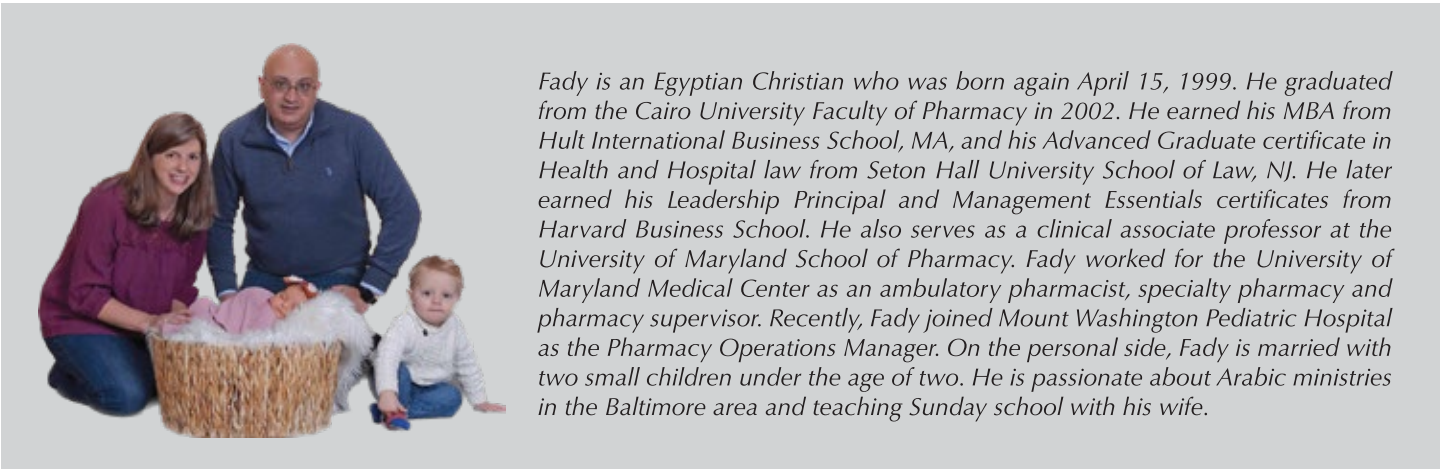 Fady is an Egyptian Christian who was born again April 15, 1999. He graduated
from the Cairo University Faculty of Pharmacy in 2002. He earned his MBA from
Hult International Business School, MA, and his Advanced Graduate certificate in
Health and Hospital law from Seton Hall University School of Law, NJ. He later
earned his Leadership Principal and Management Essentials certificates from
Harvard Business School. He also serves as a clinical associate professor at the
University of Maryland School of Pharmacy. Fady worked for the University of
Maryland Medical Center as an ambulatory pharmacist, specialty pharmacy and
pharmacy supervisor. Recently, Fady joined Mount Washington Pediatric Hospital
as the Pharmacy Operations Manager. On the personal side, Fady is married with
two small children under the age of two. He is passionate about Arabic ministries
in the Baltimore area and teaching Sunday school with his wife.